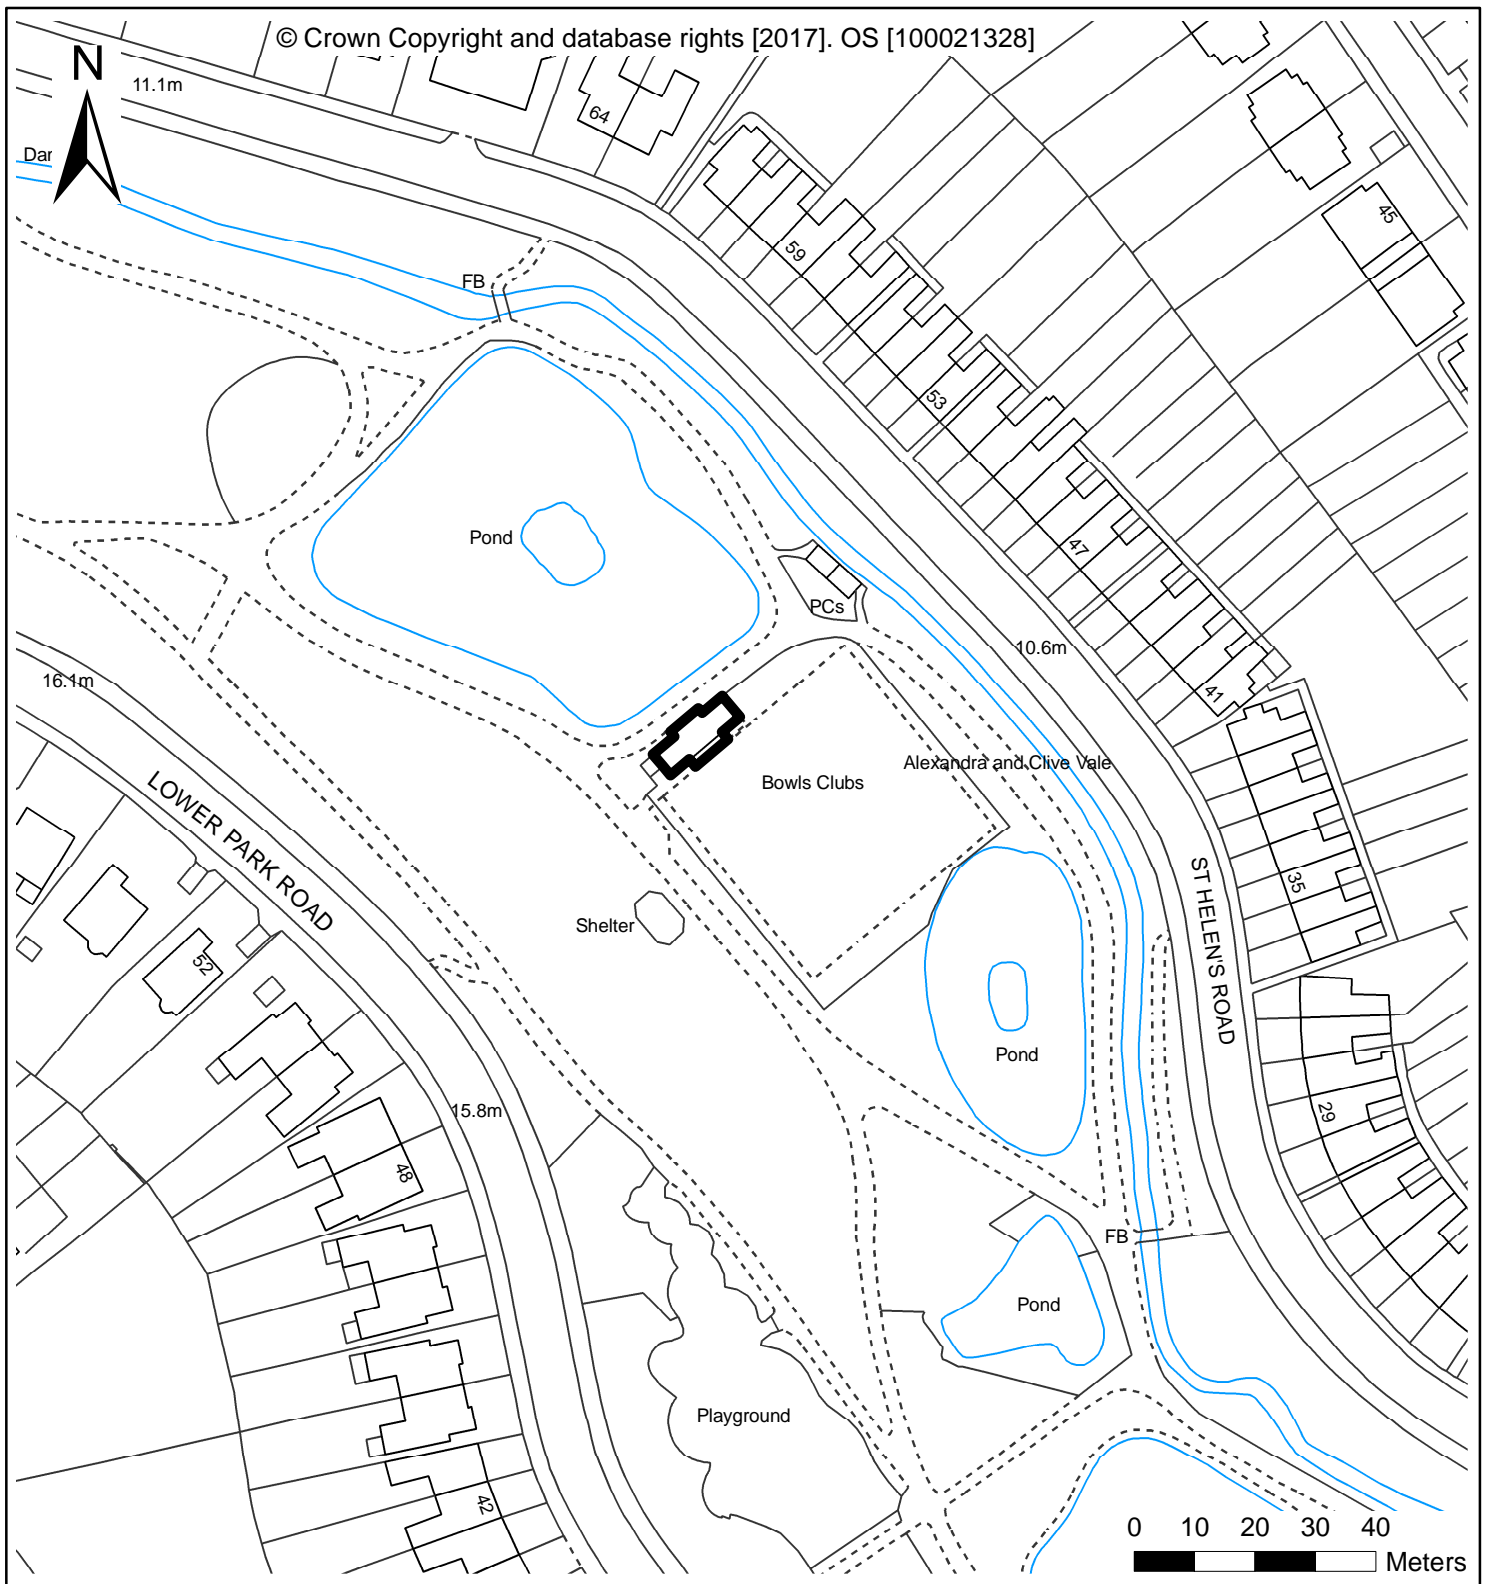 © Crown Copyright and database rights [2017]. OS [100021328]
N
11.1m
64
Dar
45
59
FB
53
Pond
47
PCs
10.6m
16.1m
41
Alexandra and Clive Vale
Bowls Clubs
LOWER PARK ROAD
35
ST HELEN'S ROAD
Shelter
52
Pond
15.8m
29
48
FB
Pond
Playground
42
0 10 20 30 40
Meters